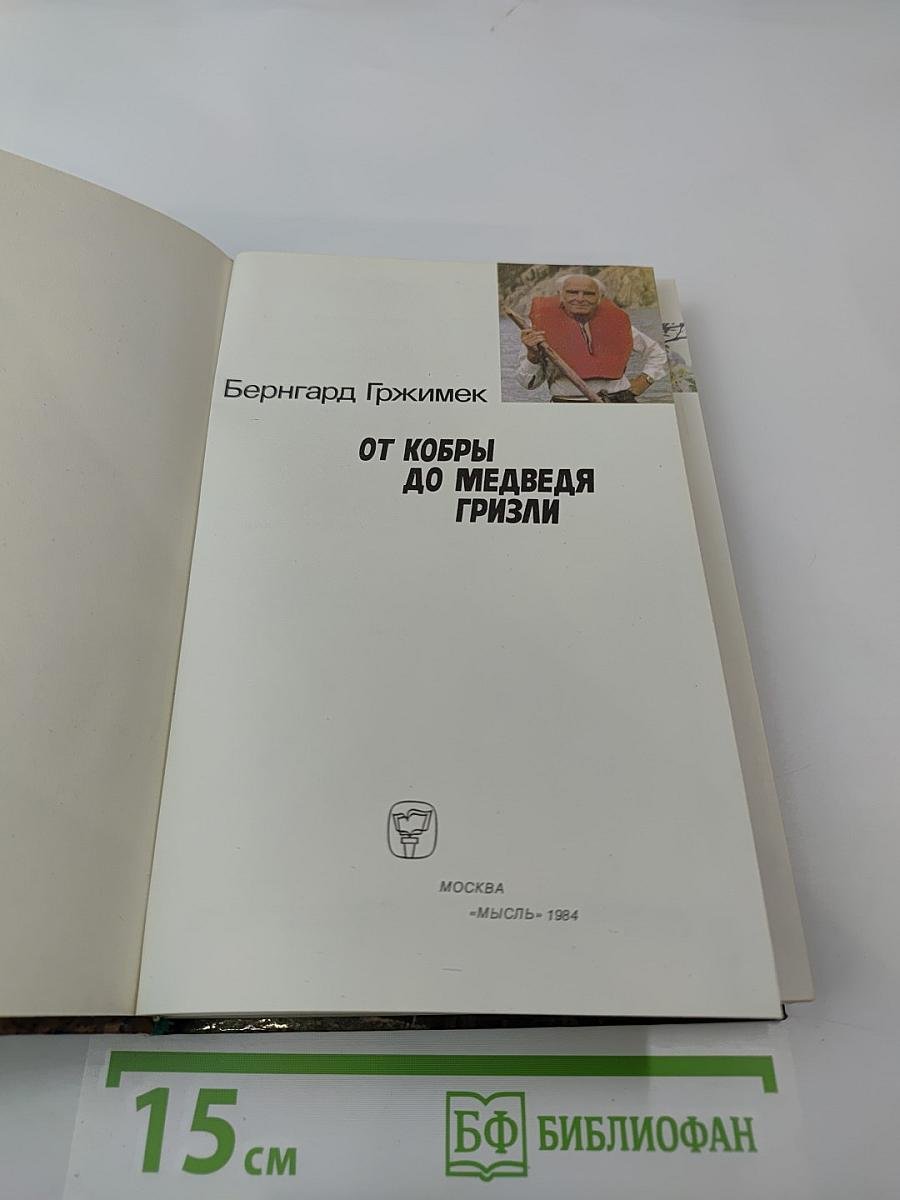 Бернгард Гржимек
ОТ КОБРЫ
ДО МЕДВЕДЯ
ГРИЗЛИ
МОСКВА
«МЫСЛЬ» 1984
15 см
БФ БИБЛИОФАН